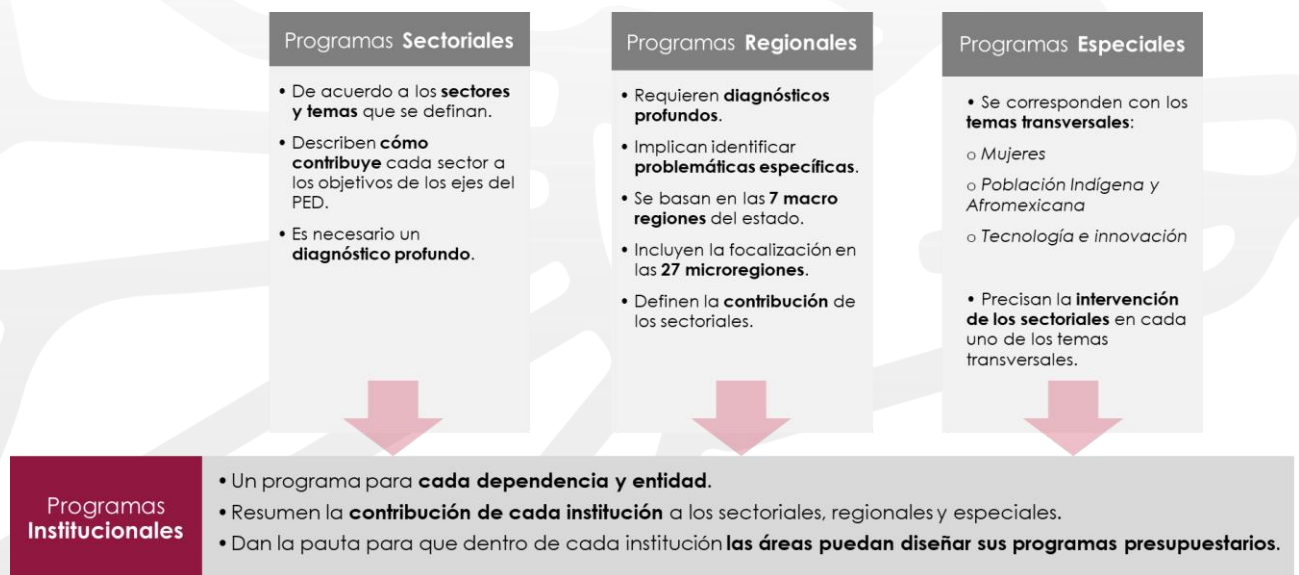 Programas Sectoriales
• De acuerdo a los sectores
y temas que se definan.
• Describen cómo
contribuye cada sector a
los objetivos de los ejes del
PED.
• Es necesario un
diagnóstico profundo.
Programas Regionales
• Requieren diagnósticos
profundos.
• Implican identificar
problemáticas específicas.
• Se basan en las 7 macro
regiones del estado.
• Incluyen la focalización en
las 27 microregiones.
• Definen la contribución de
los sectoriales.
Programas Especiales
• Se corresponden con los
temas transversales:
o Mujeres
o Población Indígena y
Afromexicana
o Tecnología e innovación
• Precisan la intervención
de los sectoriales en cada
uno de los temas
transversales.
Programas
Institucionales
• Un programa para cada dependencia y entidad.
• Resumen la contribución de cada institución a los sectoriales, regionales y especiales.
• Dan la pauta para que dentro de cada institución las áreas puedan diseñar sus programas presupuestarios.